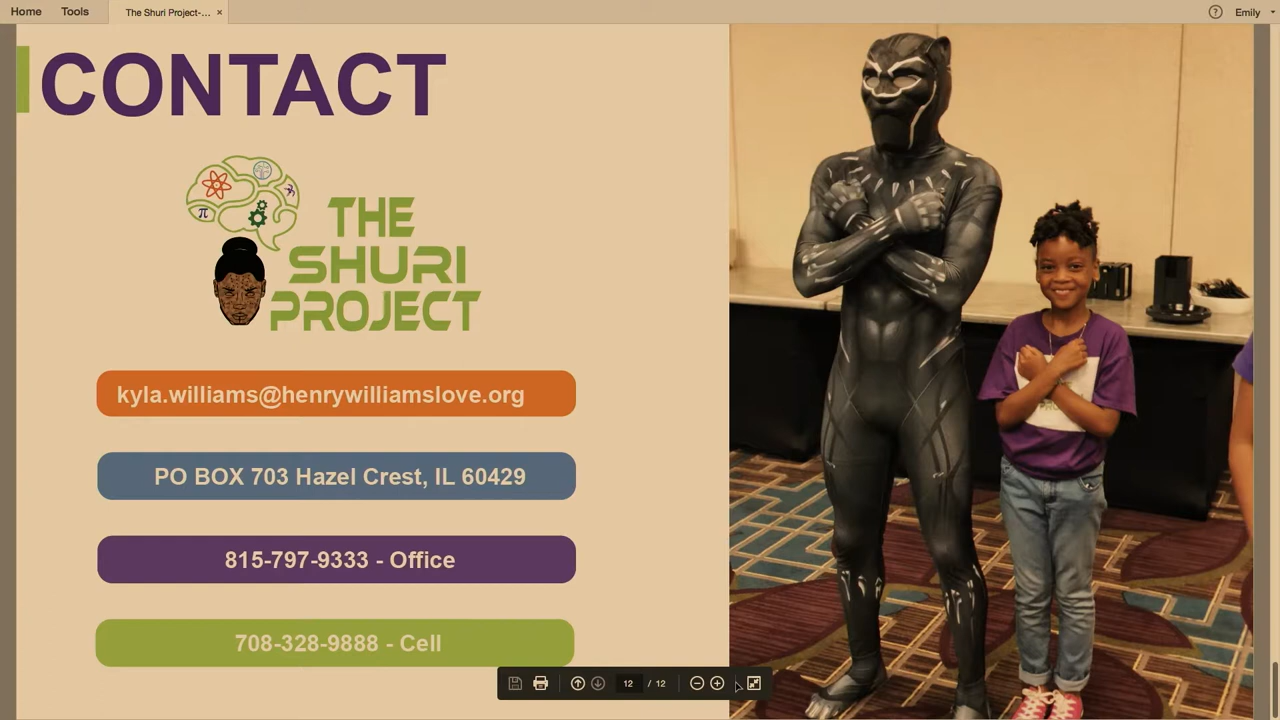 Home Tools The Shuri Project-... × ? Emily
CONTACT
π
THE
SHURI
PROJECT
kyla.williams@henrywilliamslove.org
PO BOX 703 Hazel Crest, IL 60429
815-797-9333 - Office
708-328-9888 - Cell
12 / 12